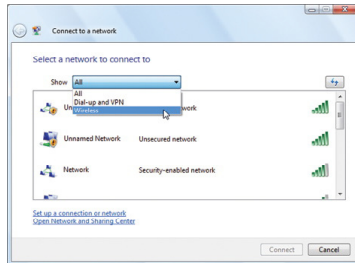 Connect to a network
Select a network to connect to
Show All
All
Dial-up and VPN
Wireless
Unnamed Network Unsecured network
Network Security-enabled network
Set up a connection or network
Open Network and Sharing Center
Connect Cancel